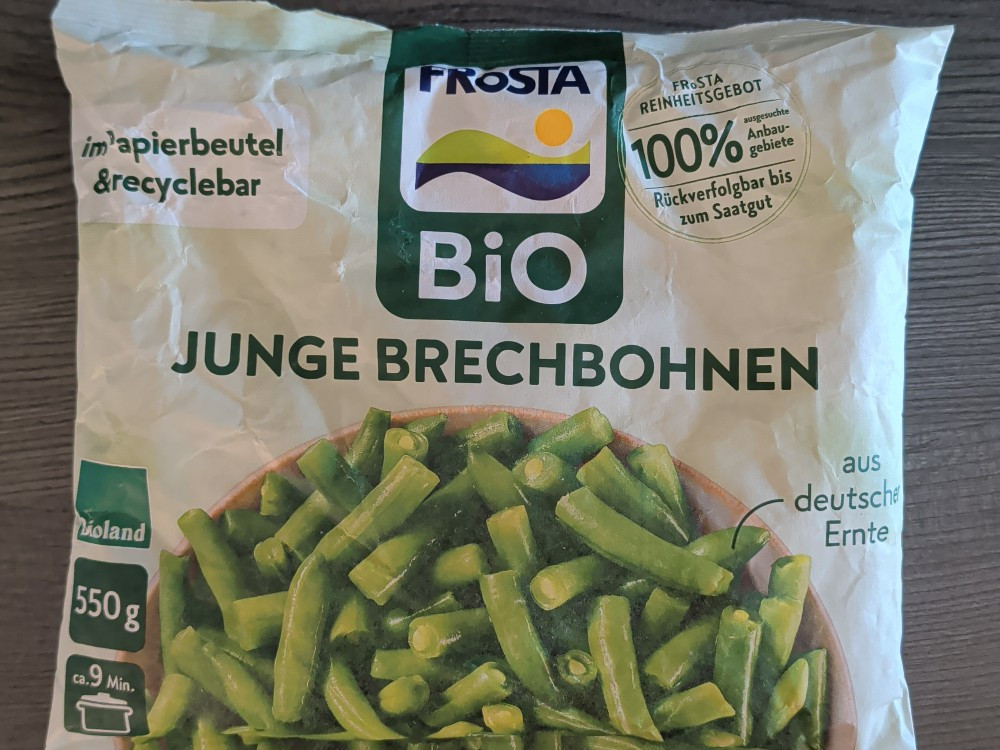 im Papierbeutel
&recyclebar
FRoSTA
BiO
FRoSTA
REINHEITSGEBOT
100% ausgesuchte Anbau-
gebiete
Rückverfolgbar bis
zum Saatgut
JUNGE BRECHBOHNEN
aus
deutscher
Ernte
Bioland
550 g
ca. 9 Min.